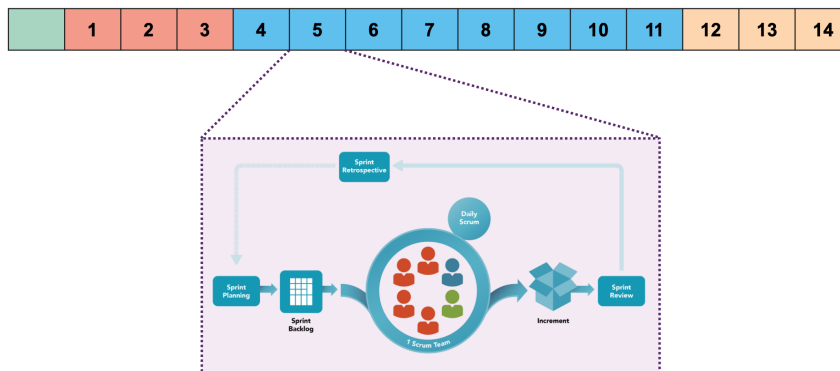 1 2 3 4 5 6 7 8 9 10 11 12 13 14
Sprint
Retrospective
Daily
Scrum
Sprint
Planning
Sprint
Backlog
1 Scrum Team
Increment
Sprint
Review